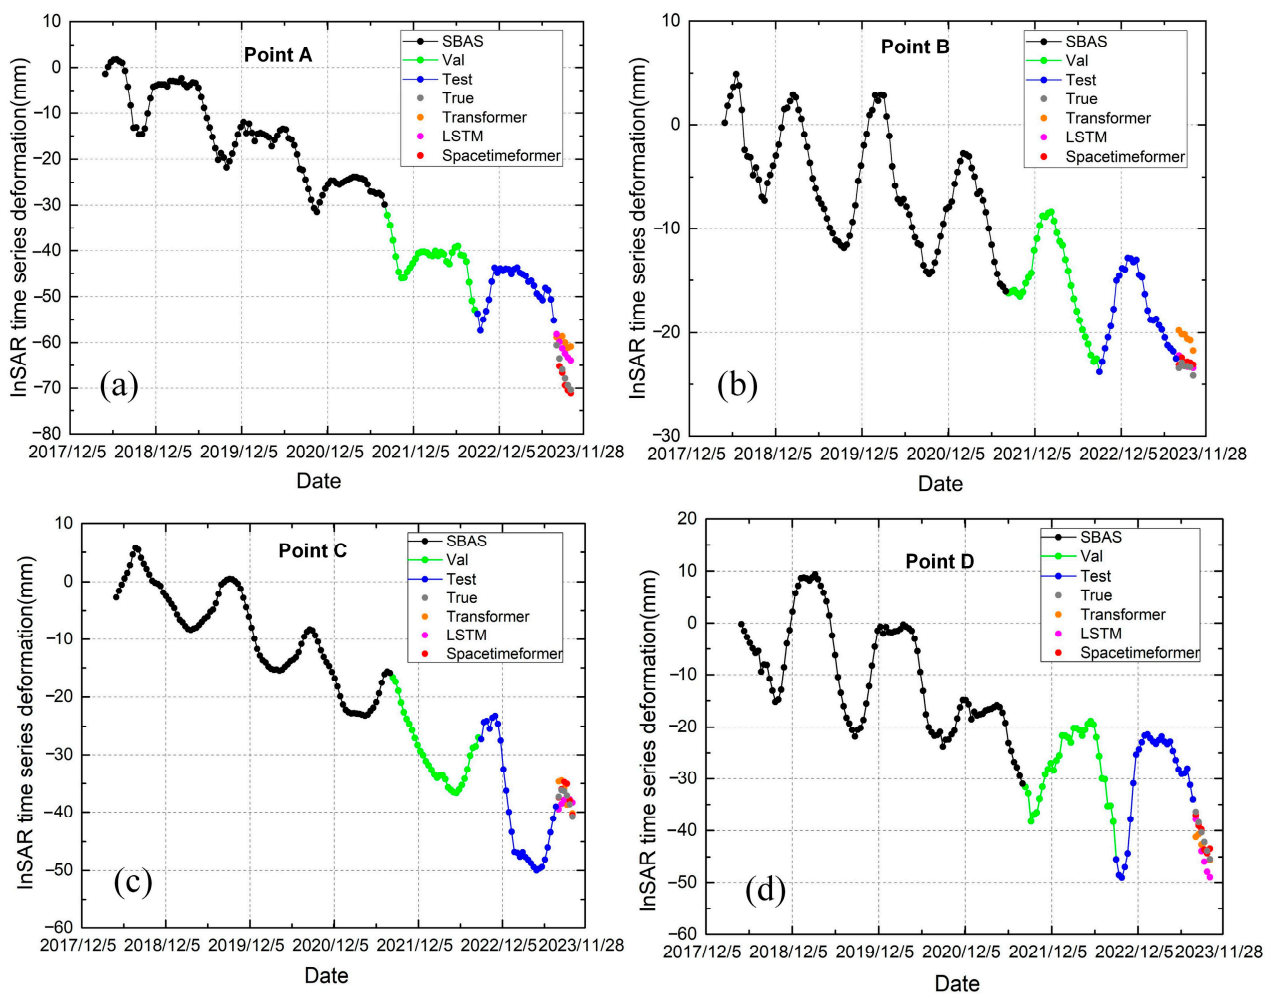 Point A
SBAS
Val
Test
True
Transformer
LSTM
Spacetimeformer
10
0
−10
−20
−30
−40
−50
−60
−70
−80
InSAR time series deformation(mm)
(a)
2017/12/5 2018/12/5 2019/12/5 2020/12/5 2021/12/5 2022/12/5 2023/11/28
Date
Point B
SBAS
Val
Test
True
Transformer
LSTM
Spacetimeformer
10
0
−10
−20
−30
InSAR time series deformation(mm)
(b)
2017/12/5 2018/12/5 2019/12/5 2020/12/5 2021/12/5 2022/12/5 2023/11/28
Date
Point C
SBAS
Val
Test
True
Transformer
LSTM
Spacetimeformer
10
0
−10
−20
−30
−40
−50
−60
InSAR time series deformation(mm)
(c)
2017/12/5 2018/12/5 2019/12/5 2020/12/5 2021/12/5 2022/12/5 2023/11/28
Date
Point D
SBAS
Val
Test
True
Transformer
LSTM
Spacetimeformer
20
10
0
−10
−20
−30
−40
−50
−60
InSAR time series deformation(mm)
(d)
2017/12/5 2018/12/5 2019/12/5 2020/12/5 2021/12/5 2022/12/5 2023/11/28
Date